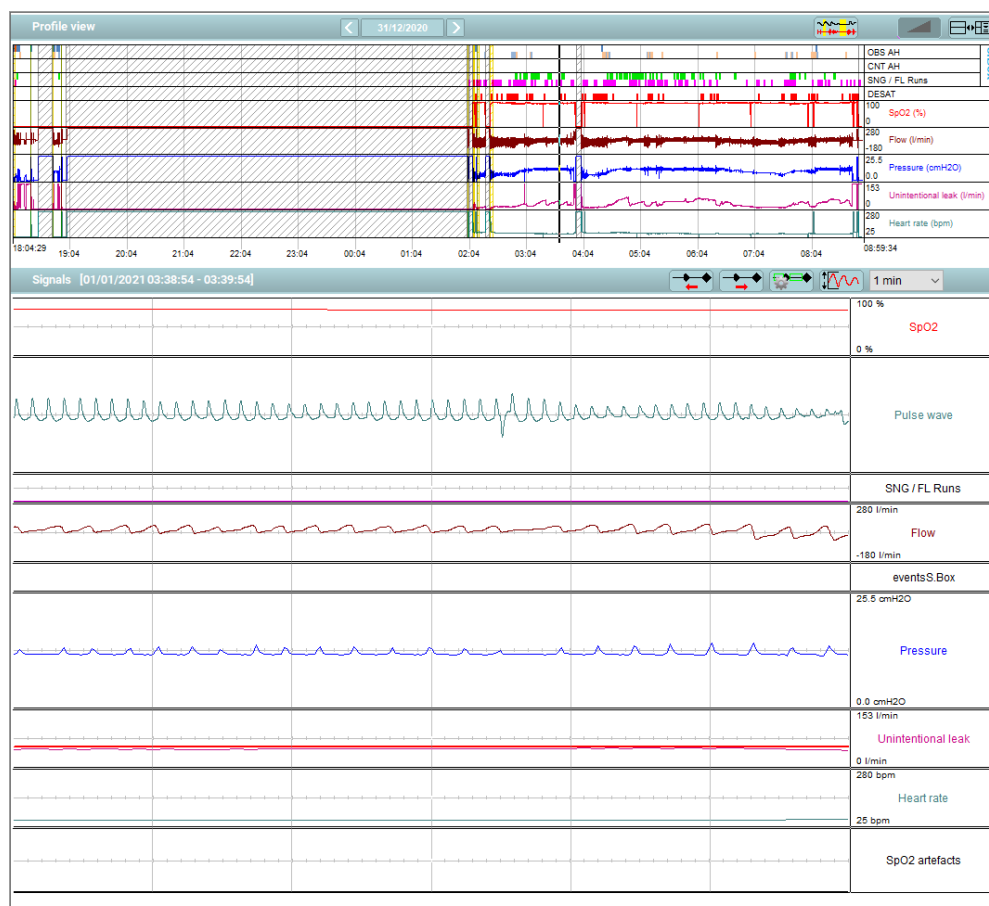 Profile view
31/12/2020
OBS AH
CNT AH
SNG / FL Runs
DESAT
100
SpO2 (%)
0
280
Flow (l/min)
-180
25.5
Pressure (cmH2O)
0.0
153
Unintentional leak (l/min)
0
280
Heart rate (bpm)
25
18:04:29
19:04
20:04
21:04
22:04
23:04
00:04
01:04
02:04
03:04
04:04
05:04
06:04
07:04
08:04
08:59:34
Signals [01/01/2021 03:38:54 - 03:39:54]
1 min
100 %
SpO2
0 %
Pulse wave
SNG / FL Runs
280 l/min
Flow
-180 l/min
eventsS.Box
25.5 cmH2O
Pressure
0.0 cmH2O
153 l/min
Unintentional leak
0 l/min
280 bpm
Heart rate
25 bpm
SpO2 artefacts